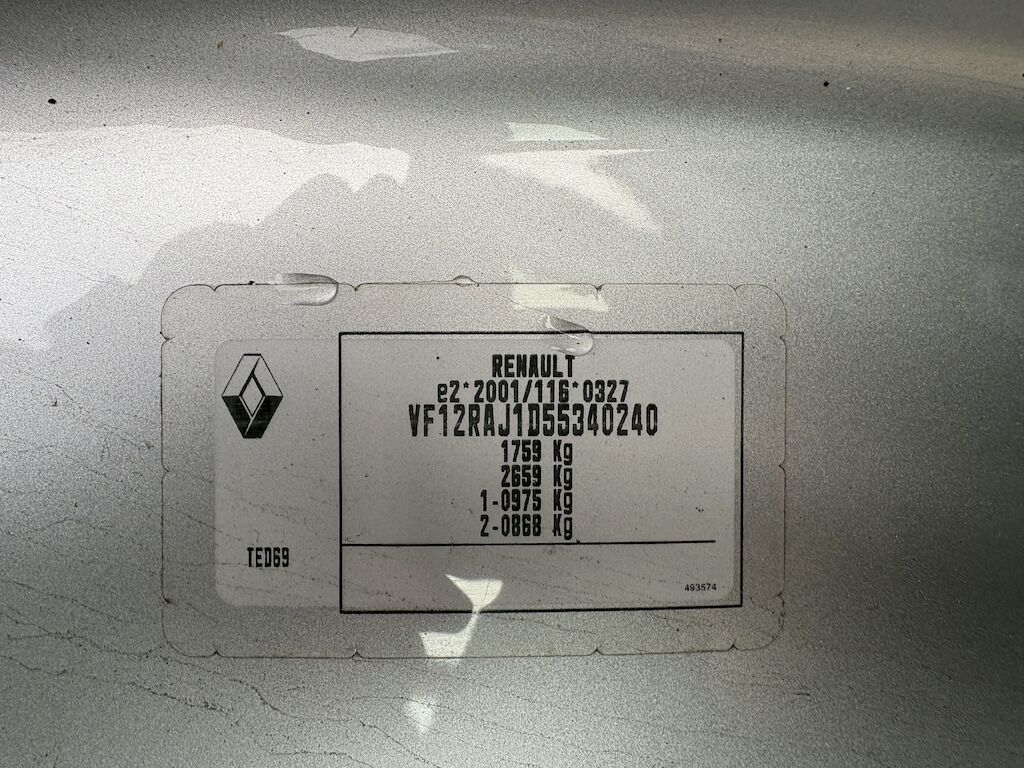 RENAULT
e2*2001/116*0327
VF12RAJ1D55340240
1759 Kg
2659 Kg
1-0975 Kg
2-0868 Kg
TED69
493574